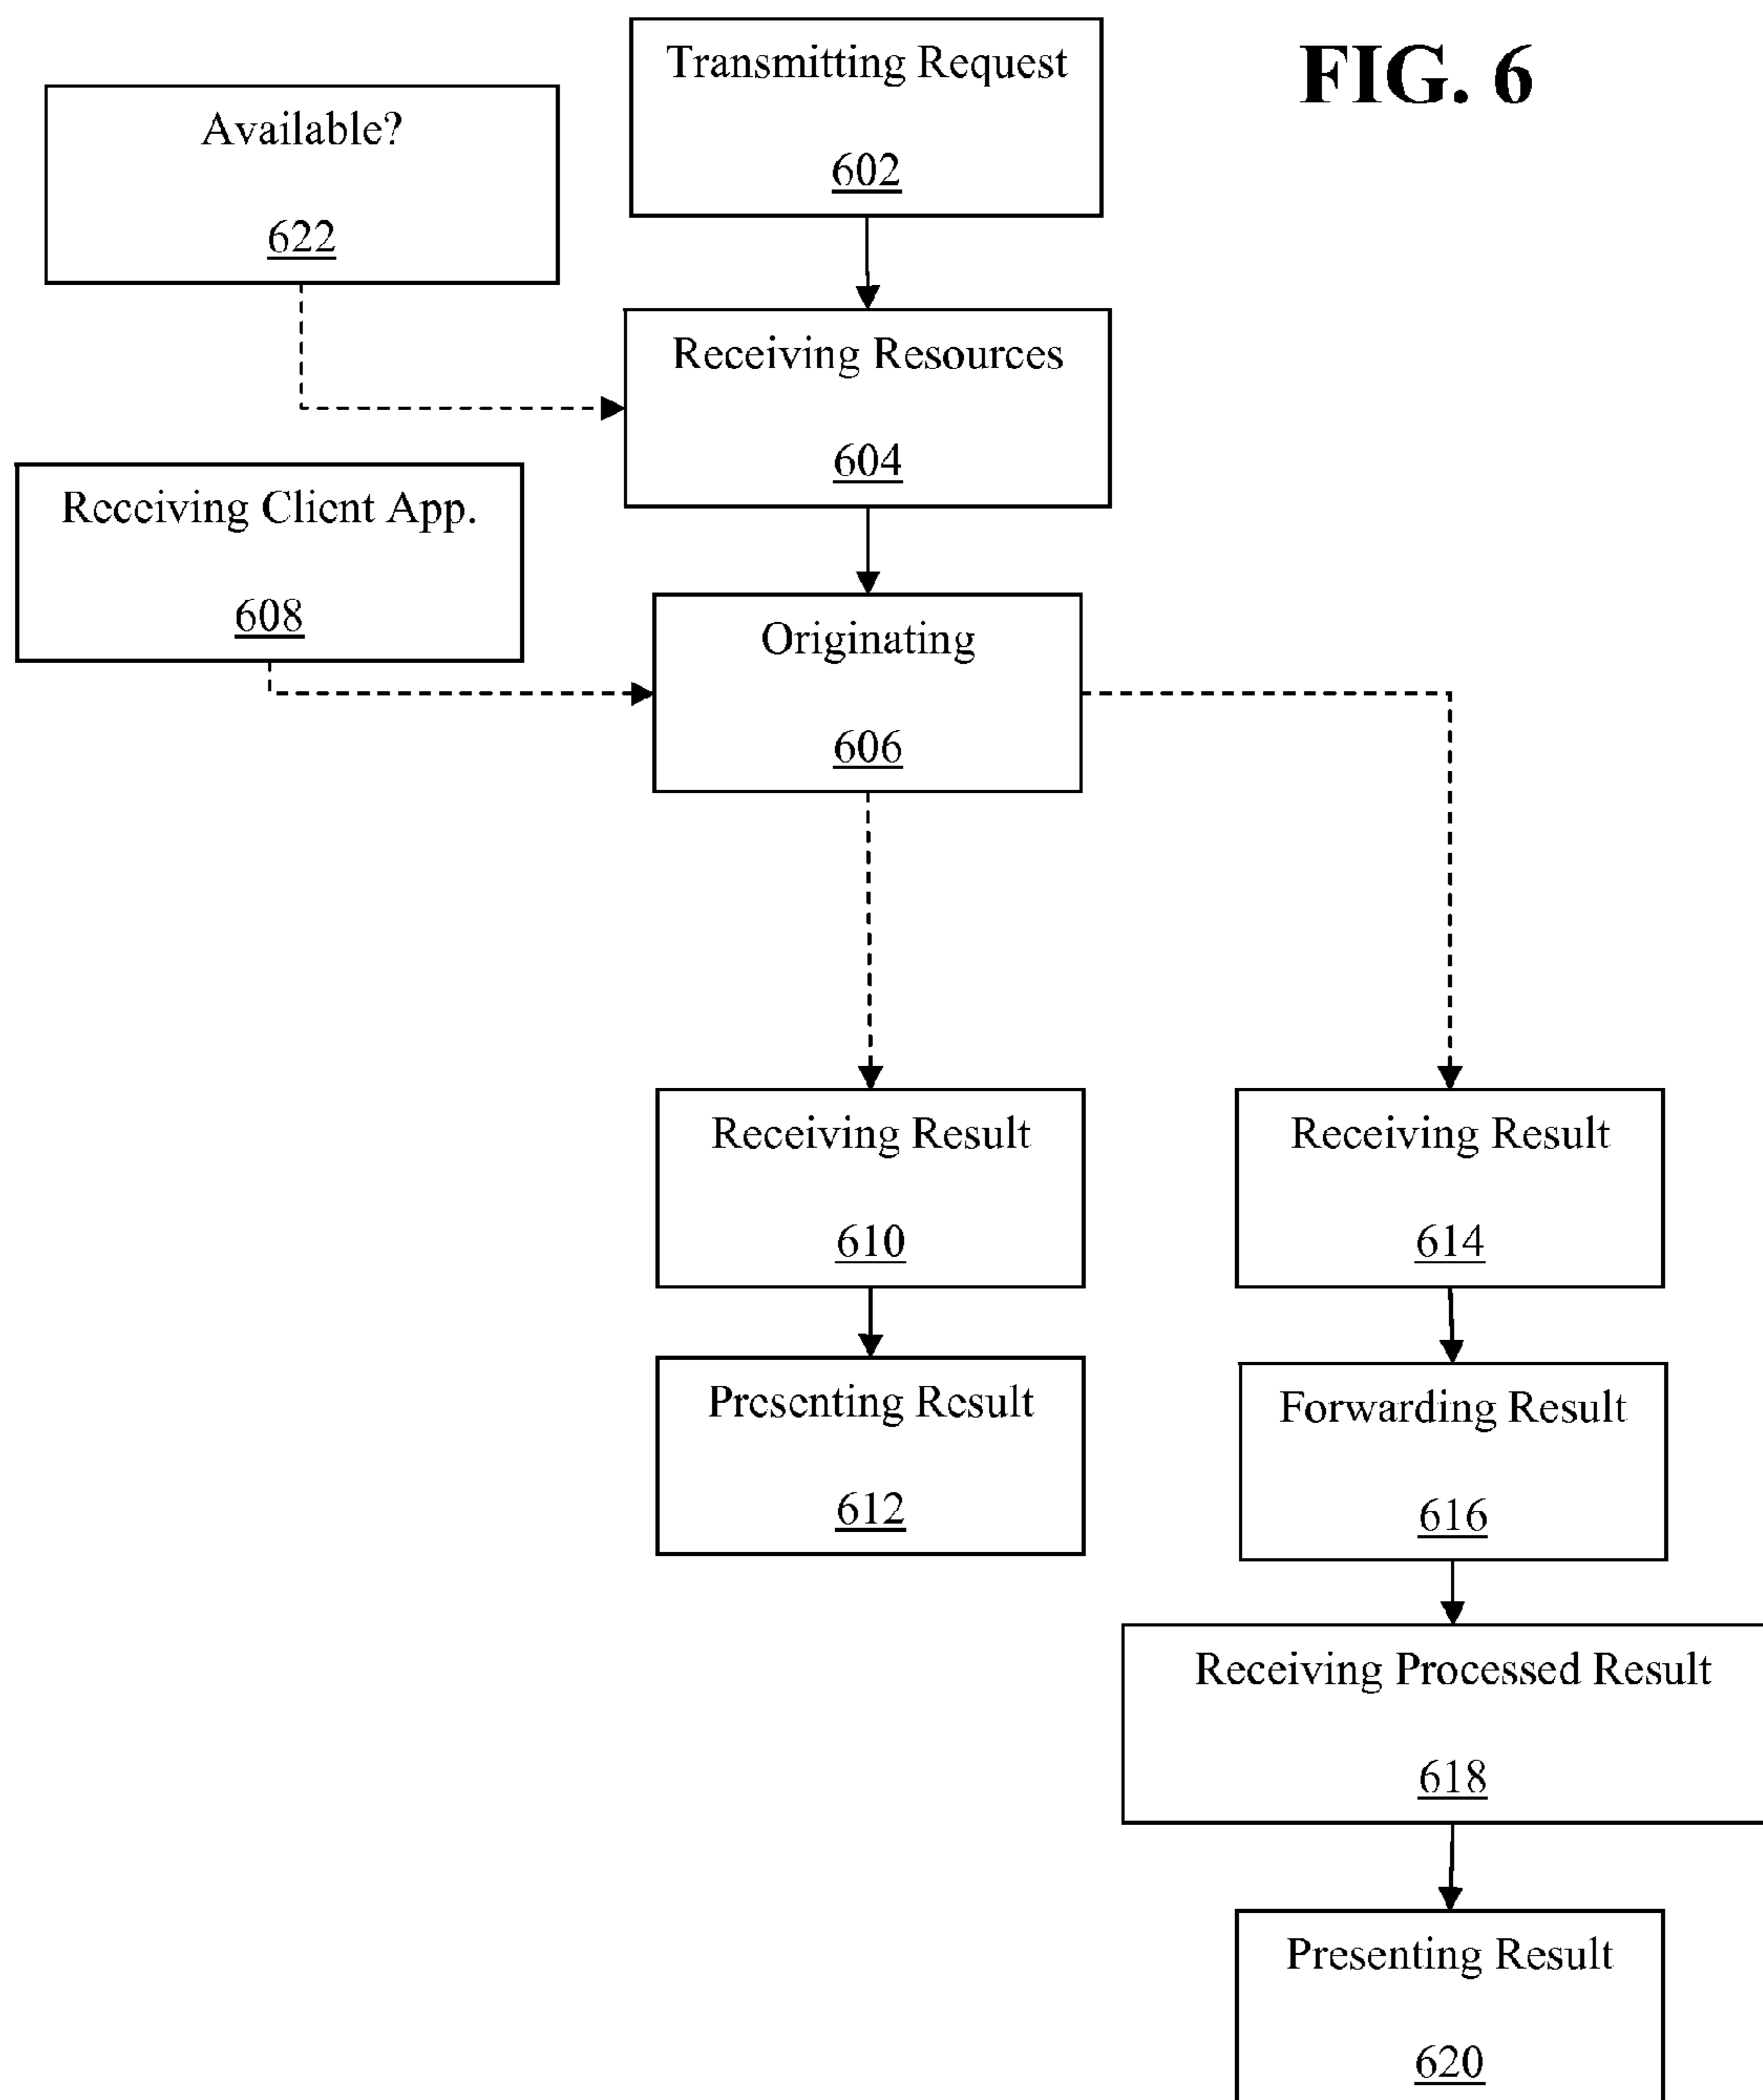 FIG. 6
Transmitting Request
602
Available?
622
Receiving Resources
604
Receiving Client App.
608
Originating
606
Receiving Result
610
Receiving Result
614
Presenting Result
612
Forwarding Result
616
Receiving Processed Result
618
Presenting Result
620